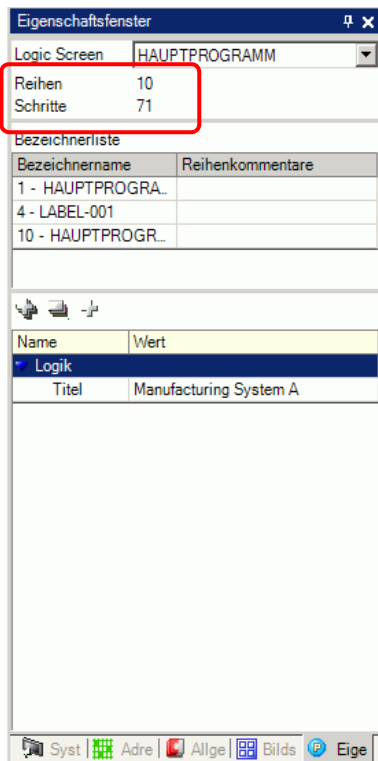 Eigenschaftsfenster
Logic Screen HAUPTPROGRAMM
Reihen 10
Schritte 71
Bezeichnerliste
Bezeichnername Reihenkommentare
1 - HAUPTPROGRA...
4 - LABEL-001
10 - HAUPTPROGR...
Name Wert
Logik
Titel Manufacturing System A
Syst Adre Allge Bilds Eige